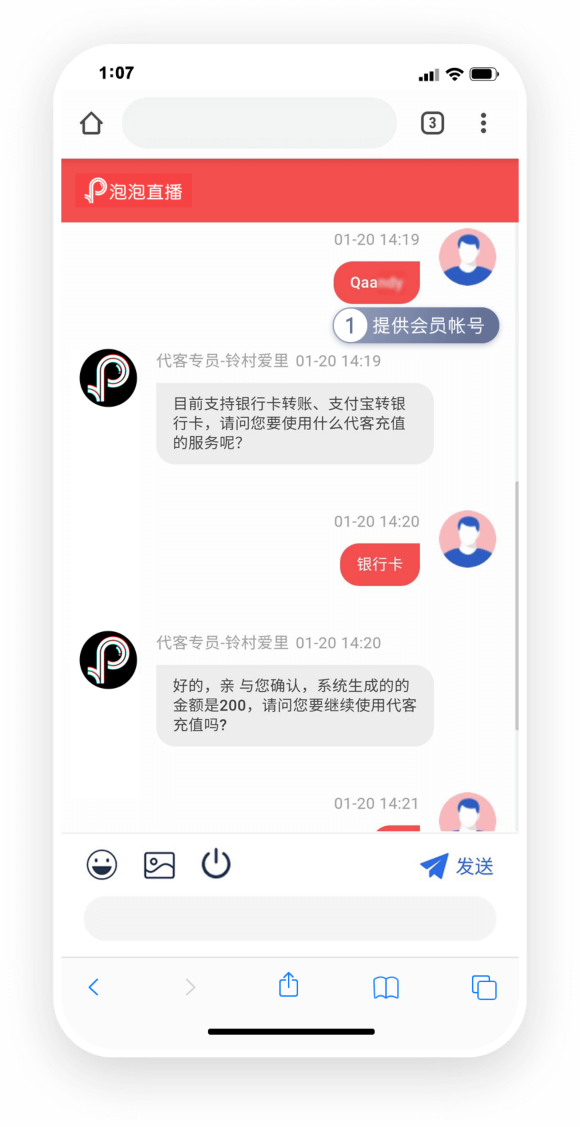 1:07
3
泡泡直播
01-20 14:19
Qaa
1 提供会员帐号
代客专员-铃村爱里 01-20 14:19
目前支持银行卡转账、支付宝转银
行卡，请问您要使用什么代客充值
的服务呢？
01-20 14:20
银行卡
代客专员-铃村爱里 01-20 14:20
好的，亲 与您确认，系统生成的的
金额是200，请问您要继续使用代客
充值吗?
01-20 14:21
发送